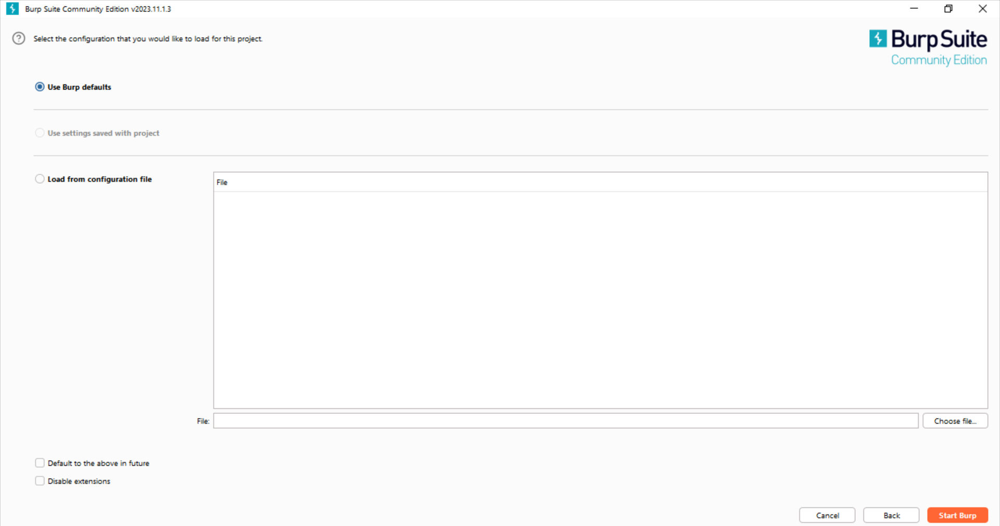 Burp Suite Community Edition v2023.11.1.3
Select the configuration that you would like to load for this project.
Burp Suite
Community Edition
Use Burp defaults
Use settings saved with project
Load from configuration file
File
File:
Choose file...
Default to the above in future
Disable extensions
Cancel
Back
Start Burp